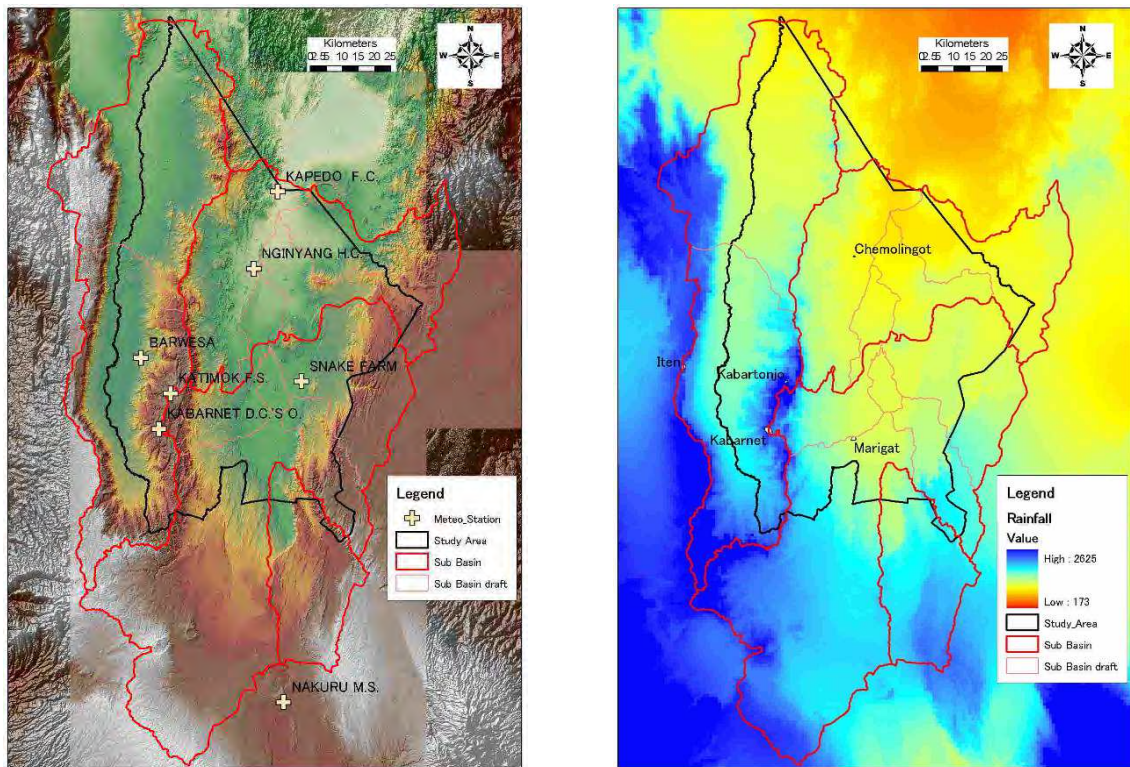 Kilometers
0 2.5 5 10 15 20 25
N
W E
S
KAPEDO F.C.
NGINYANG H.C.
BARWESA
KATIMOK F.S.
SNAKE FARM
KABARNET D.C.'S O.
Legend
Meteo_Station
Study Area
Sub Basin
Sub Basin draft
NAKURU M.S.
Kilometers
0 2.5 5 10 15 20 25
N
W E
S
Chemolingot
Iten
Kabartonjo
Kabarnet
Marigat
Legend
Rainfall
Value
High : 2625
Low : 173
Study_Area
Sub Basin
Sub Basin draft